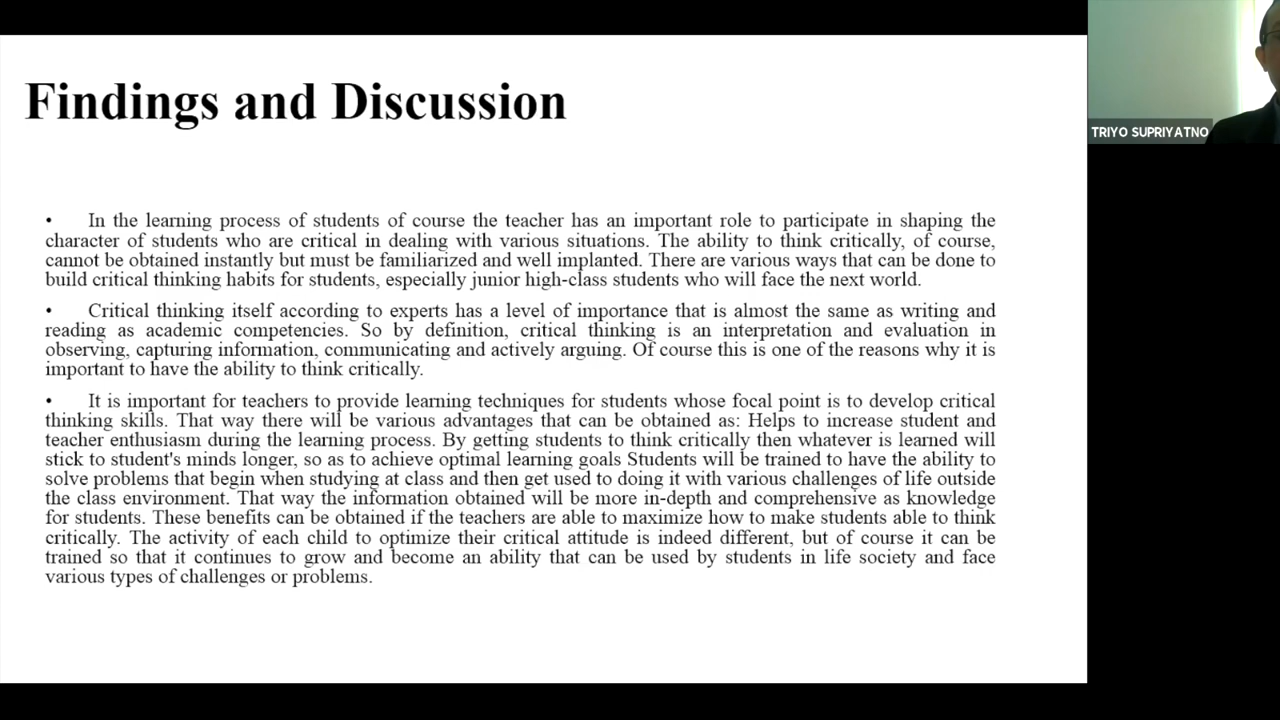 Findings and Discussion
• In the learning process of students of course the teacher has an important role to participate in shaping the
character of students who are critical in dealing with various situations. The ability to think critically, of course,
cannot be obtained instantly but must be familiarized and well implanted. There are various ways that can be done to
build critical thinking habits for students, especially junior high-class students who will face the next world.
• Critical thinking itself according to experts has a level of importance that is almost the same as writing and
reading as academic competencies. So by definition, critical thinking is an interpretation and evaluation in
observing, capturing information, communicating and actively arguing. Of course this is one of the reasons why it is
important to have the ability to think critically.
• It is important for teachers to provide learning techniques for students whose focal point is to develop critical
thinking skills. That way there will be various advantages that can be obtained as: Helps to increase student and
teacher enthusiasm during the learning process. By getting students to think critically then whatever is learned will
stick to student's minds longer, so as to achieve optimal learning goals Students will be trained to have the ability to
solve problems that begin when studying at class and then get used to doing it with various challenges of life outside
the class environment. That way the information obtained will be more in-depth and comprehensive as knowledge
for students. These benefits can be obtained if the teachers are able to maximize how to make students able to think
critically. The activity of each child to optimize their critical attitude is indeed different, but of course it can be
trained so that it continues to grow and become an ability that can be used by students in life society and face
various types of challenges or problems.
TRIYO SUPRIYATNO